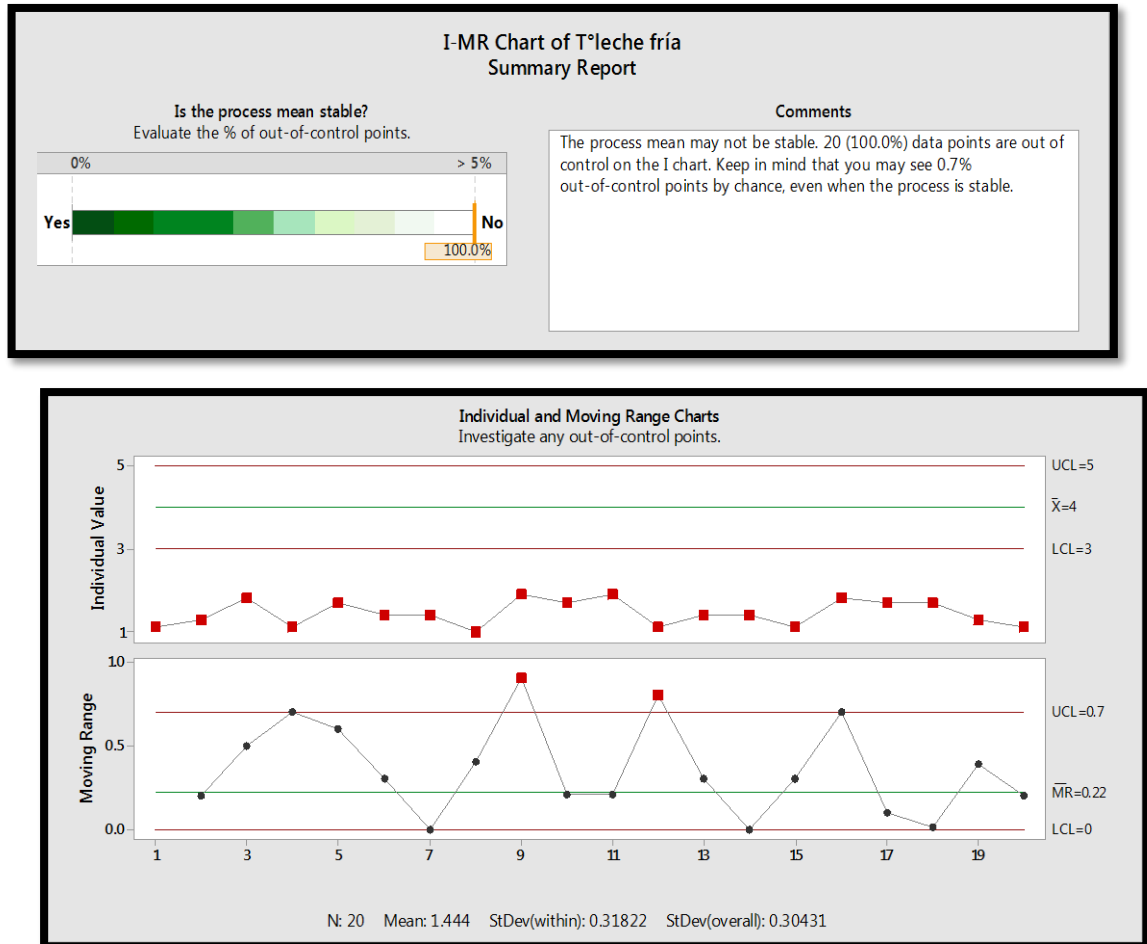 I-MR Chart of T°leche fría
Summary Report
Is the process mean stable?
Evaluate the % of out-of-control points.
0% > 5%
Yes No
100.0%
Comments
The process mean may not be stable. 20 (100.0%) data points are out of
control on the I chart. Keep in mind that you may see 0.7%
out-of-control points by chance, even when the process is stable.
Individual and Moving Range Charts
Investigate any out-of-control points.
Individual Value
5
3
1
UCL=5
X̄=4
LCL=3
Moving Range
1.0
0.5
0.0
UCL=0.7
M̄R̄=0.22
LCL=0
1 3 5 7 9 11 13 15 17 19
N: 20 Mean: 1.444 StDev(within): 0.31822 StDev(overall): 0.30431